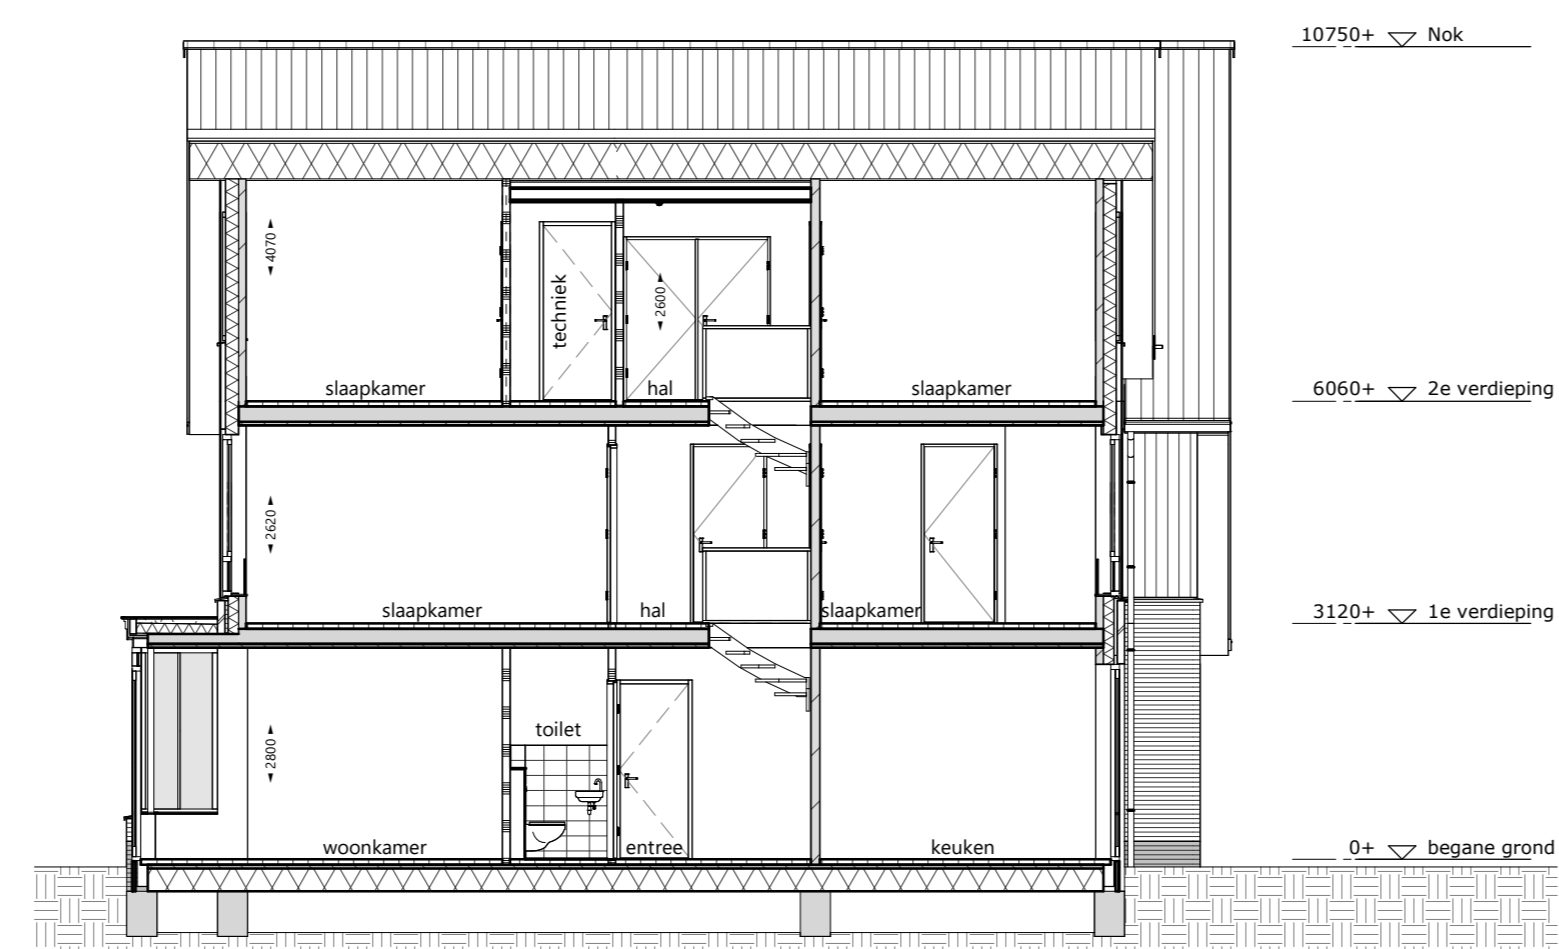 10750+ Nok
4070
techniek
2600
slaapkamer hal slaapkamer
6060+ 2e verdieping
2620
slaapkamer hal slaapkamer
3120+ 1e verdieping
toilet
2800
woonkamer entree keuken
0+ begane grond